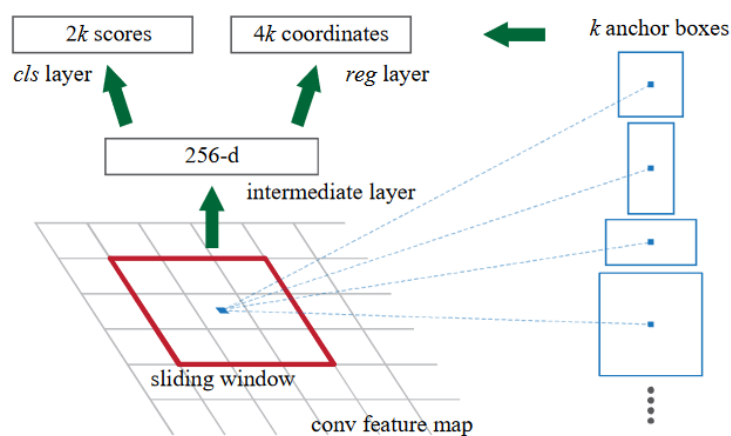 2k scores
4k coordinates
k anchor boxes
cls layer
reg layer
256-d
intermediate layer
sliding window
conv feature map